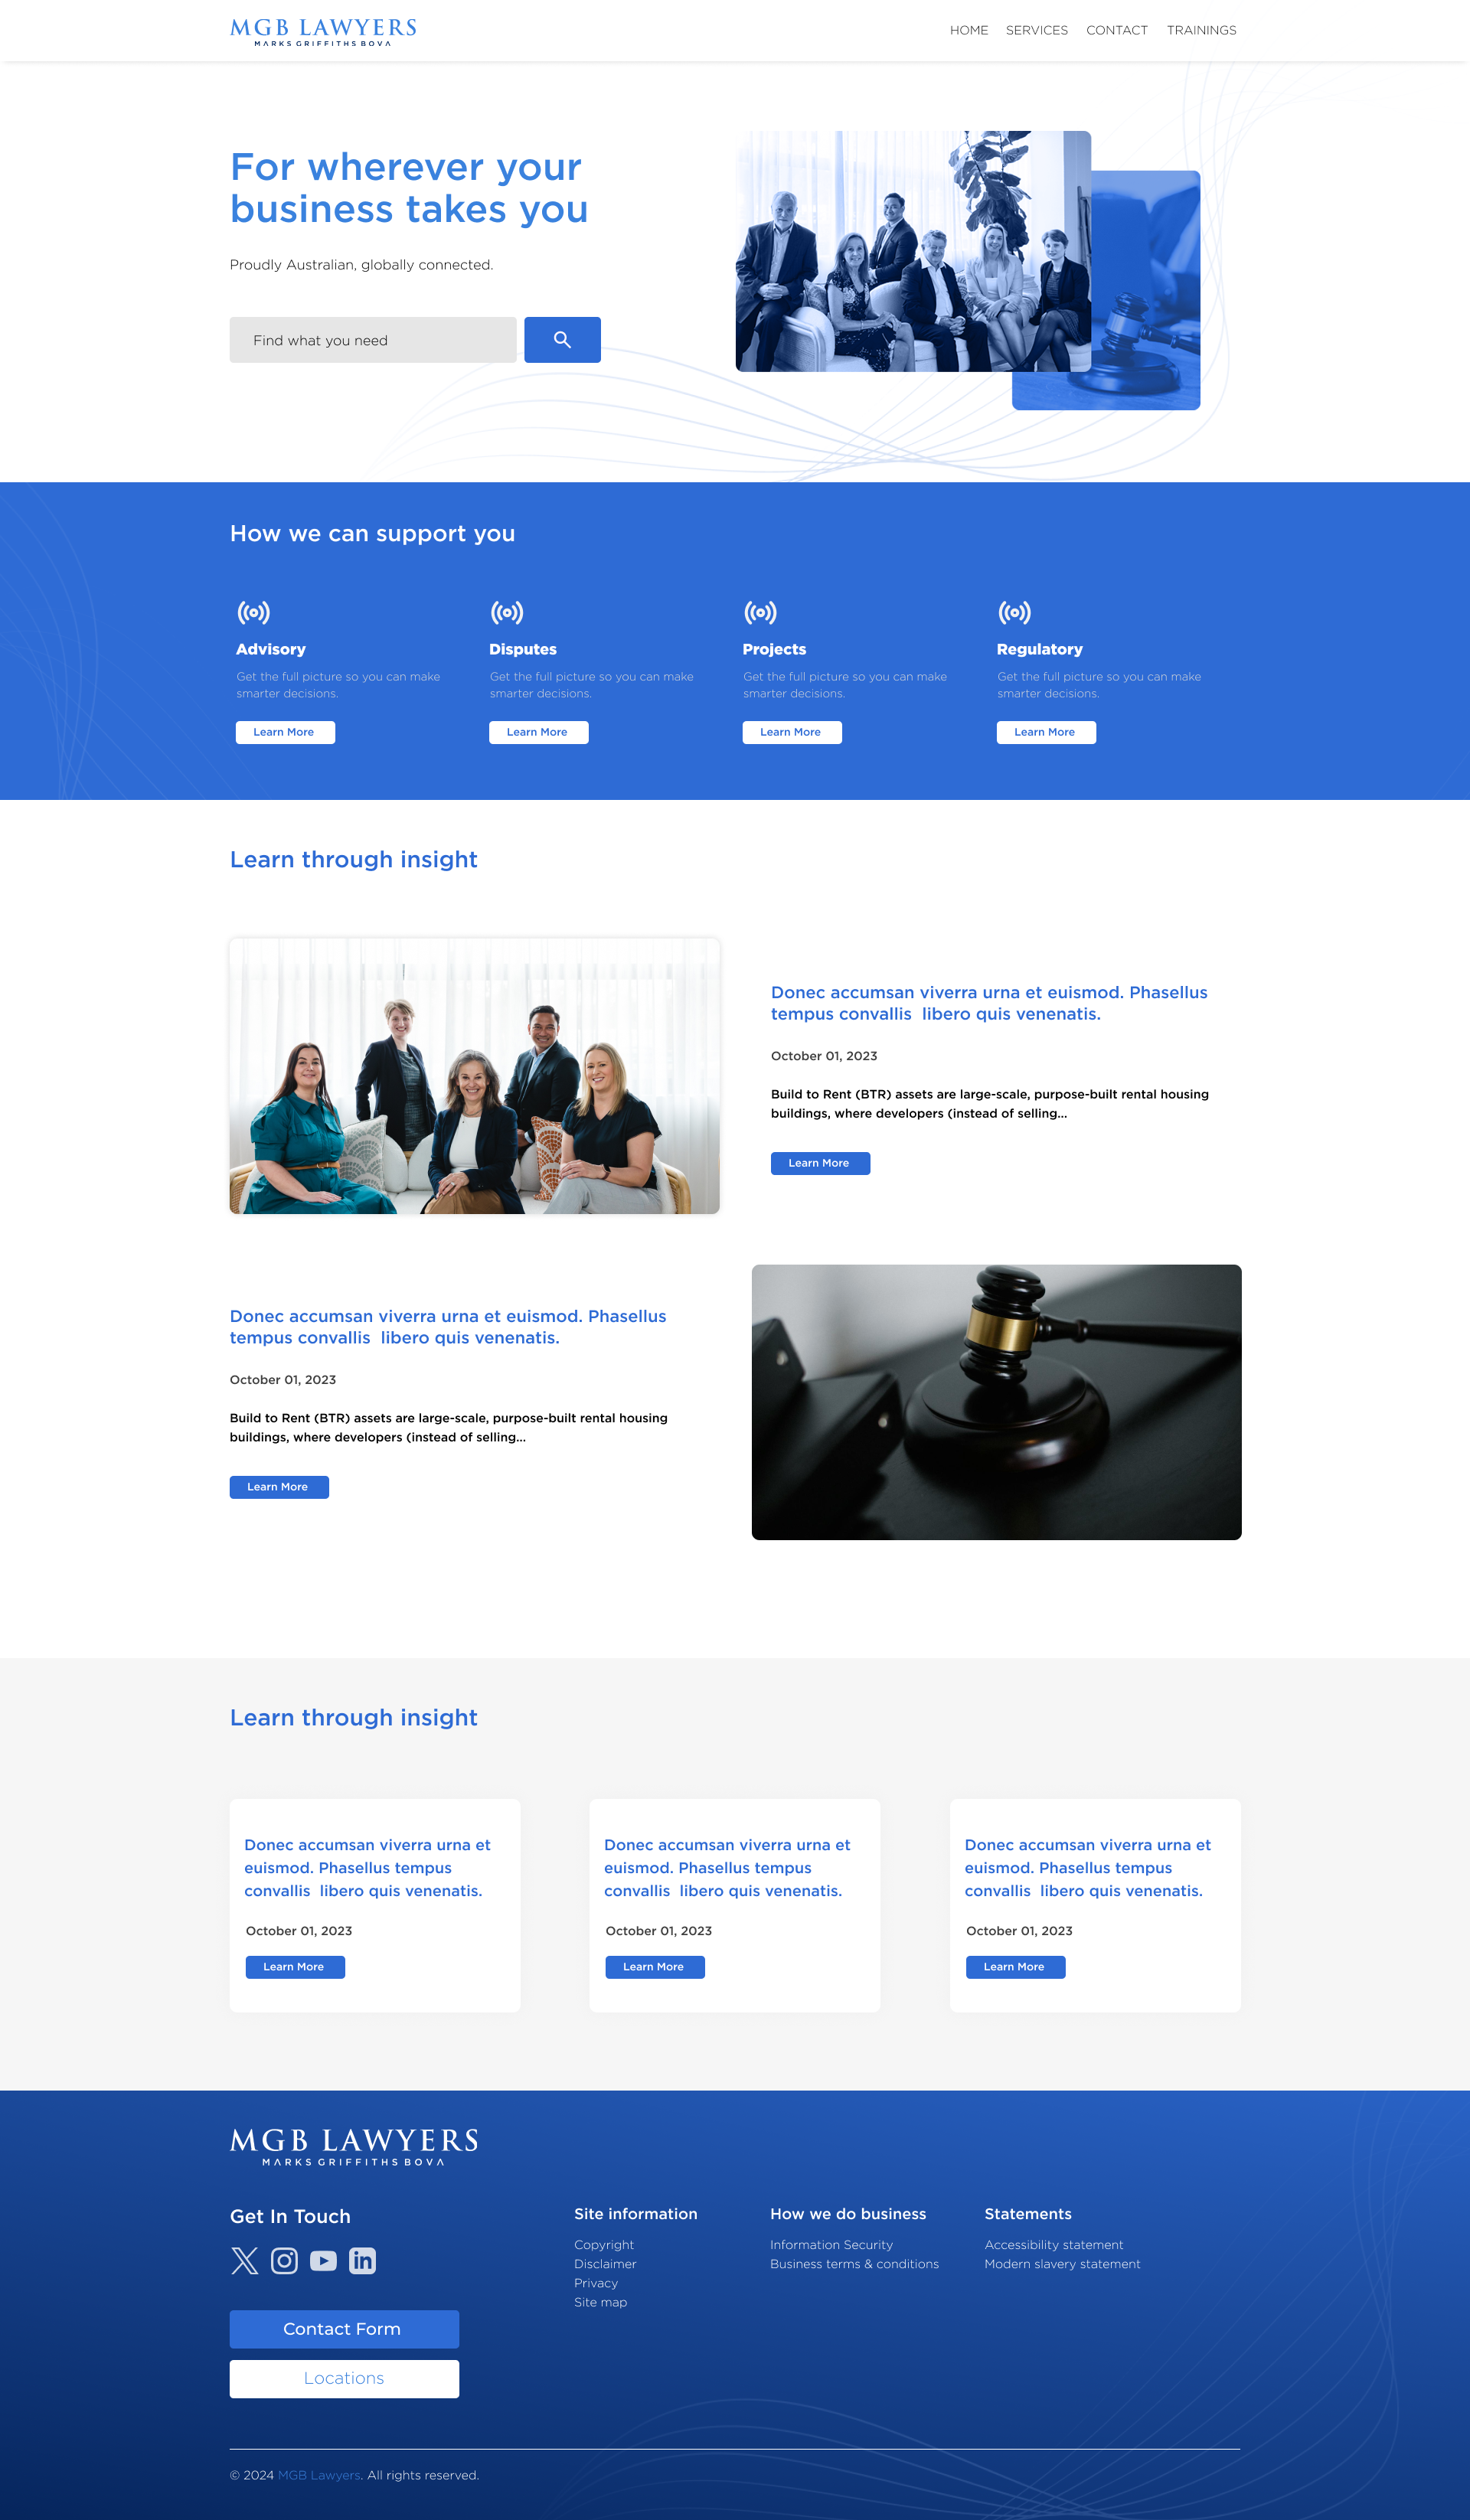 MGB LAWYERS
MARKS GRIFFITHS BOVA
HOME SERVICES CONTACT TRAININGS
For wherever your
business takes you
Proudly Australian, globally connected.
Find what you need
How we can support you
Advisory
Get the full picture so you can make
smarter decisions.
Learn More
Disputes
Get the full picture so you can make
smarter decisions.
Learn More
Projects
Get the full picture so you can make
smarter decisions.
Learn More
Regulatory
Get the full picture so you can make
smarter decisions.
Learn More
Learn through insight
Donec accumsan viverra urna et euismod. Phasellus
tempus convallis  libero quis venenatis.
October 01, 2023
Build to Rent (BTR) assets are large-scale, purpose-built rental housing
buildings, where developers (instead of selling...
Learn More
Donec accumsan viverra urna et euismod. Phasellus
tempus convallis  libero quis venenatis.
October 01, 2023
Build to Rent (BTR) assets are large-scale, purpose-built rental housing
buildings, where developers (instead of selling...
Learn More
Learn through insight
Donec accumsan viverra urna et
euismod. Phasellus tempus
convallis  libero quis venenatis.
October 01, 2023
Learn More
Donec accumsan viverra urna et
euismod. Phasellus tempus
convallis  libero quis venenatis.
October 01, 2023
Learn More
Donec accumsan viverra urna et
euismod. Phasellus tempus
convallis  libero quis venenatis.
October 01, 2023
Learn More
MGB LAWYERS
MARKS GRIFFITHS BOVA
Get In Touch
in
Contact Form
Locations
Site information
Copyright
Disclaimer
Privacy
Site map
How we do business
Information Security
Business terms & conditions
Statements
Accessibility statement
Modern slavery statement
© 2024 MGB Lawyers. All rights reserved.